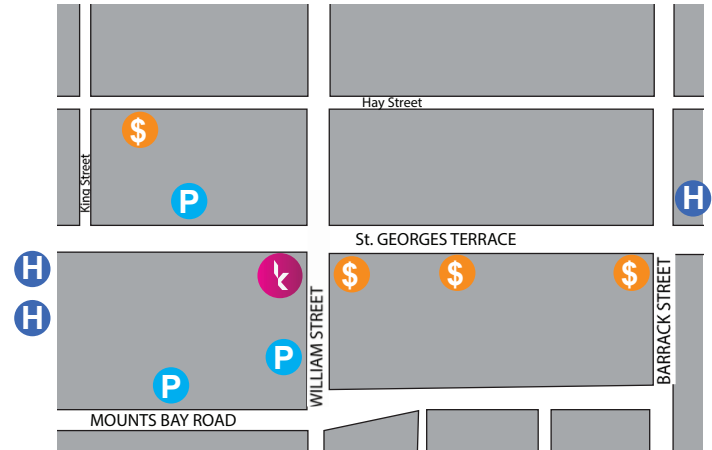 Hay Street
$
King Street
P
H
St. GEORGES TERRACE
H
k
$
$
$
BARRACK STREET
WILLIAM STREET
H
P
P
MOUNTS BAY ROAD